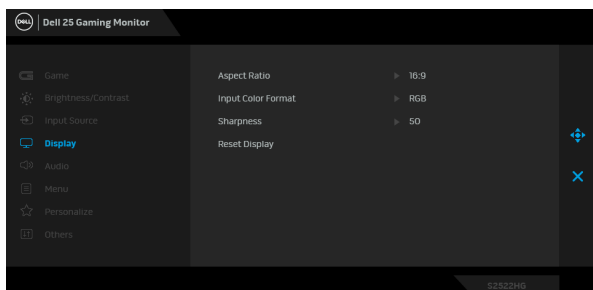 DELL Dell 25 Gaming Monitor
Game
Brightness/Contrast
Input Source
Display
Audio
Menu
Personalize
Others
Aspect Ratio 16:9
Input Color Format RGB
Sharpness 50
Reset Display
S2522HG